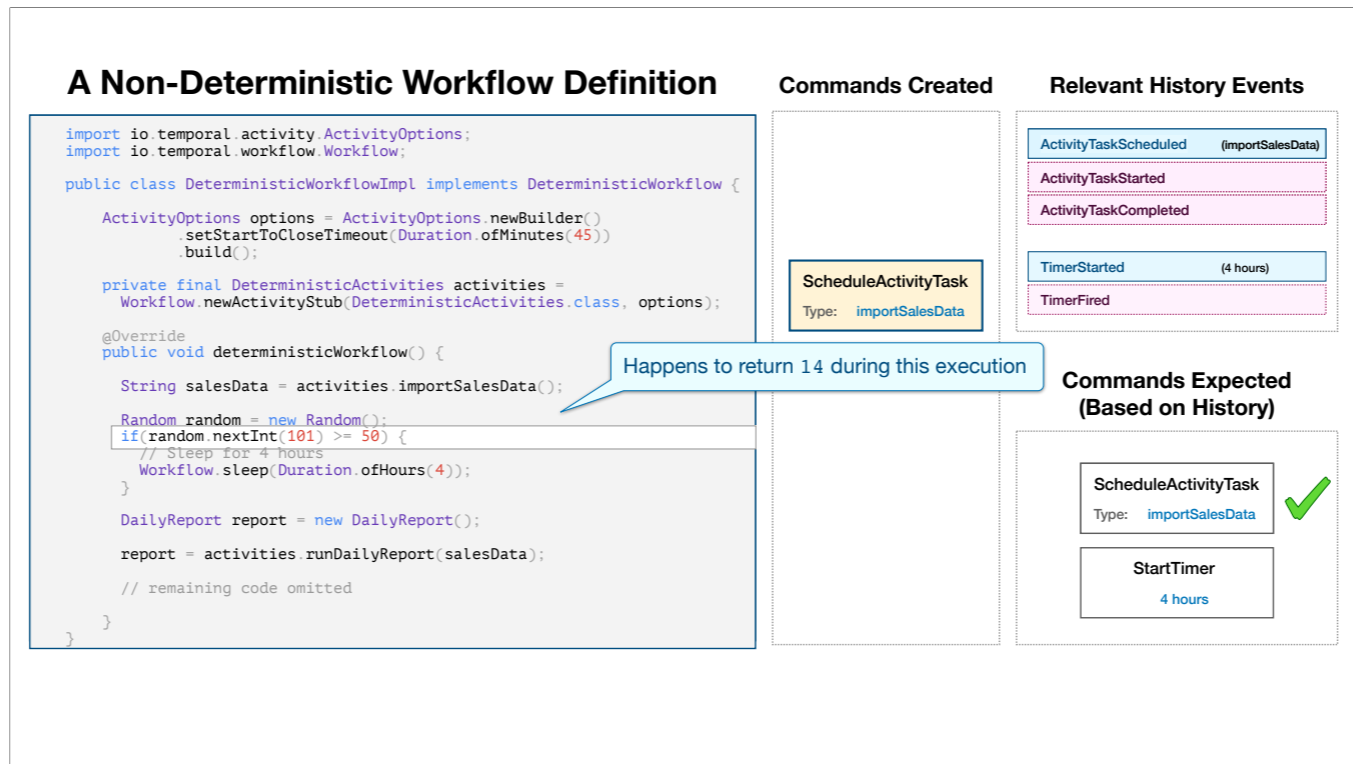 A Non-Deterministic Workflow Definition
import io.temporal.activity.ActivityOptions;
import io.temporal.workflow.Workflow;
public class DeterministicWorkflowImpl implements DeterministicWorkflow {
ActivityOptions options = ActivityOptions.newBuilder()
.setStartToCloseTimeout(Duration.ofMinutes(45))
.build();
private final DeterministicActivities activities =
Workflow.newActivityStub(DeterministicActivities.class, options);
@Override
public void deterministicWorkflow() {
String salesData = activities.importSalesData();
Random random = new Random();
if(random.nextInt(101) >= 50) {
// Sleep for 4 hours
Workflow.sleep(Duration.ofHours(4));
}
DailyReport report = new DailyReport();
report = activities.runDailyReport(salesData);
// remaining code omitted
}
}
Happens to return 14 during this execution
Commands Created
ScheduleActivityTask
Type: importSalesData
Relevant History Events
ActivityTaskScheduled (importSalesData)
ActivityTaskStarted
ActivityTaskCompleted
TimerStarted (4 hours)
TimerFired
Commands Expected
(Based on History)
ScheduleActivityTask
Type: importSalesData
StartTimer
4 hours